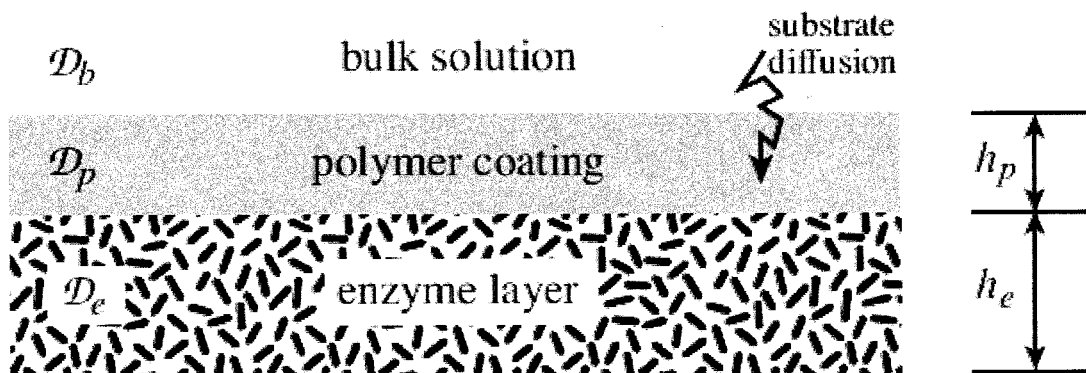 substrate
diffusion
𝒟b bulk solution
𝒟p polymer coating hp
𝒟e enzyme layer he